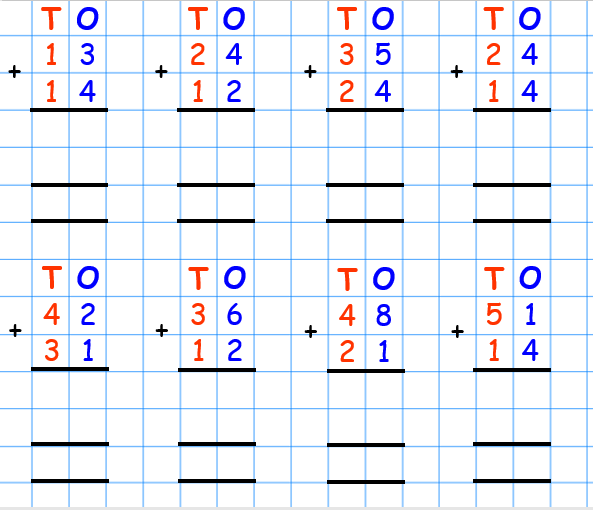 T O T O T O T O
1 3 2 4 3 5 2 4
+ + + +
1 4 1 2 2 4 1 4
T O T O T O T O
4 2 3 6 4 8 5 1
+ + + +
3 1 1 2 2 1 1 4